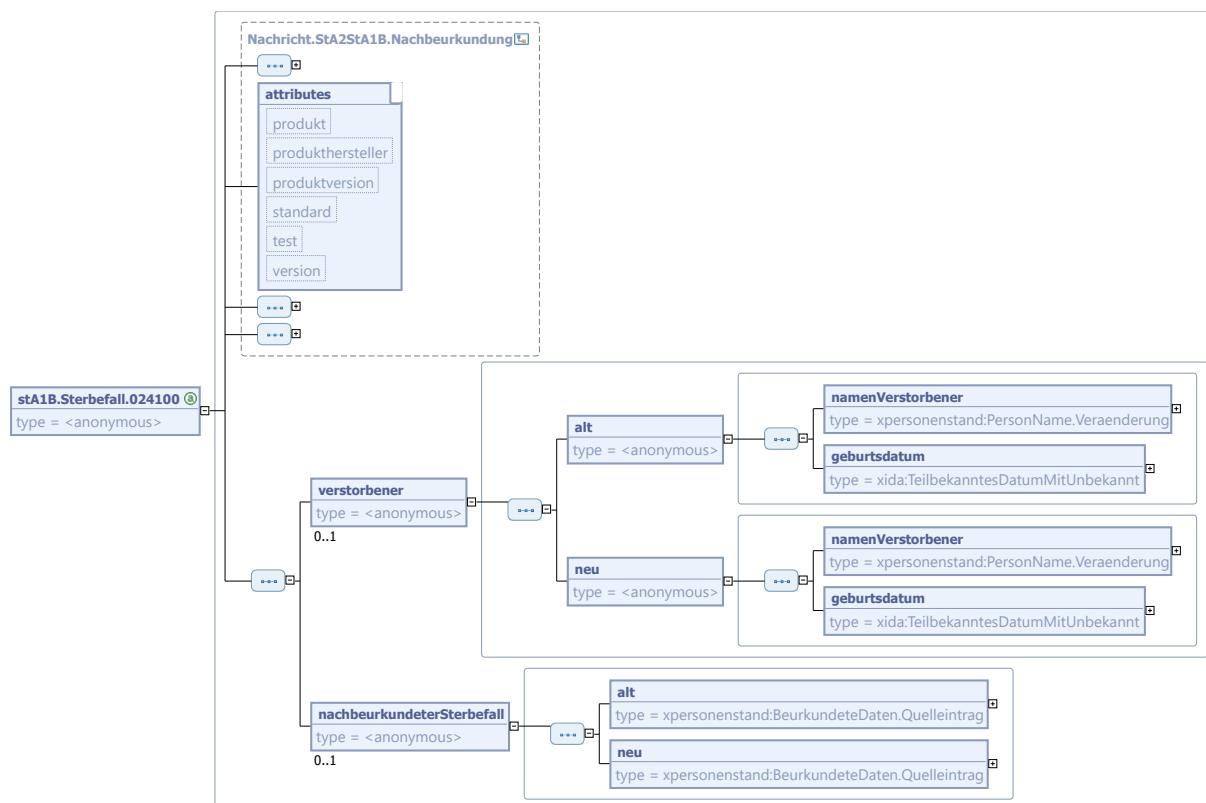 Nachricht.StA2StA1B.Nachbeurkundung
attributes
produkt
produkthersteller
produktversion
standard
test
version
stA1B.Sterbefall.024100
type = <anonymous>
verstorbener
type = <anonymous>
0..1
alt
type = <anonymous>
namenVerstorbener
type = xpersonenstand:PersonName.Veraenderung
geburtsdatum
type = xida:TeilbekanntesDatumMitUnbekannt
neu
type = <anonymous>
namenVerstorbener
type = xpersonenstand:PersonName.Veraenderung
geburtsdatum
type = xida:TeilbekanntesDatumMitUnbekannt
nachbeurkundeterSterbefall
type = <anonymous>
0..1
alt
type = xpersonenstand:BeurkundeteDaten.Quelleintrag
neu
type = xpersonenstand:BeurkundeteDaten.Quelleintrag